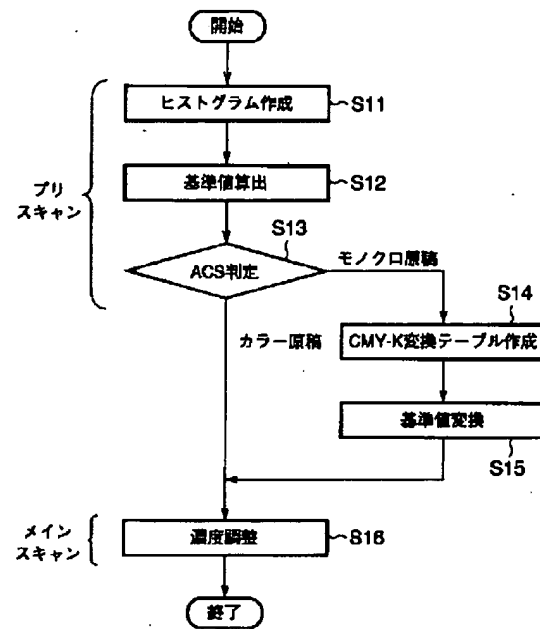 開始
ヒストグラム作成
S11
基準値算出
S12
プリ
スキャン
S13
ACS判定
モノクロ原稿
S14
カラー原稿
CMY-K変換テーブル作成
基準値変換
S15
メイン
スキャン
濃度調整
S16
終了